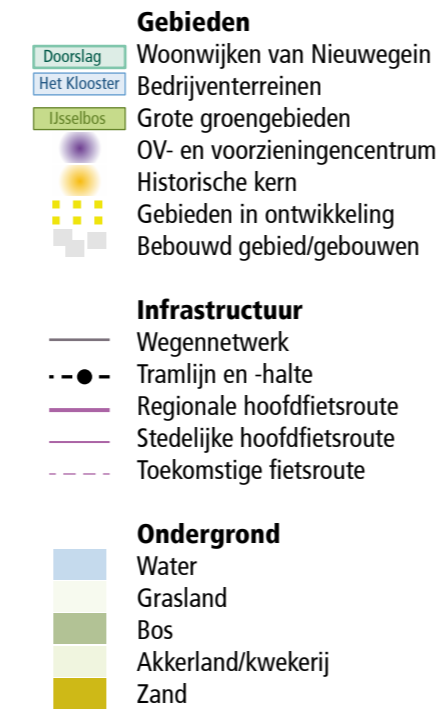 Gebieden
Doorslag Woonwijken van Nieuwegein
Het Klooster Bedrijventerreinen
IJsselbos Grote groengebieden
OV- en voorzieningencentrum
Historische kern
Gebieden in ontwikkeling
Bebouwd gebied/gebouwen
Infrastructuur
Wegennetwerk
Tramlijn en -halte
Regionale hoofdfietsroute
Stedelijke hoofdfietsroute
Toekomstige fietsroute
Ondergrond
Water
Grasland
Bos
Akkerland/kwekerij
Zand